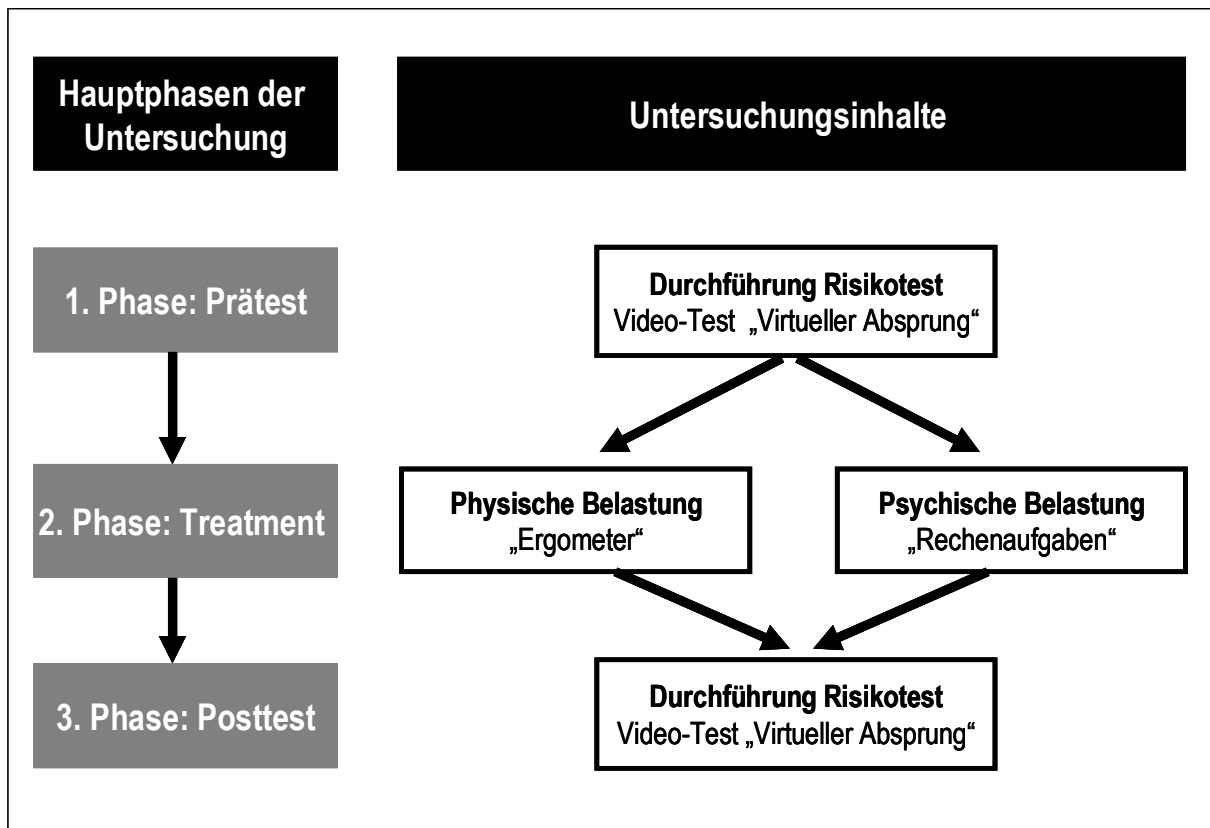 Hauptphasen der
Untersuchung
Untersuchungsinhalte
1. Phase: Prätest
Durchführung Risikotest
Video-Test „Virtueller Absprung“
2. Phase: Treatment
Physische Belastung
„Ergometer“
Psychische Belastung
„Rechenaufgaben“
3. Phase: Posttest
Durchführung Risikotest
Video-Test „Virtueller Absprung“